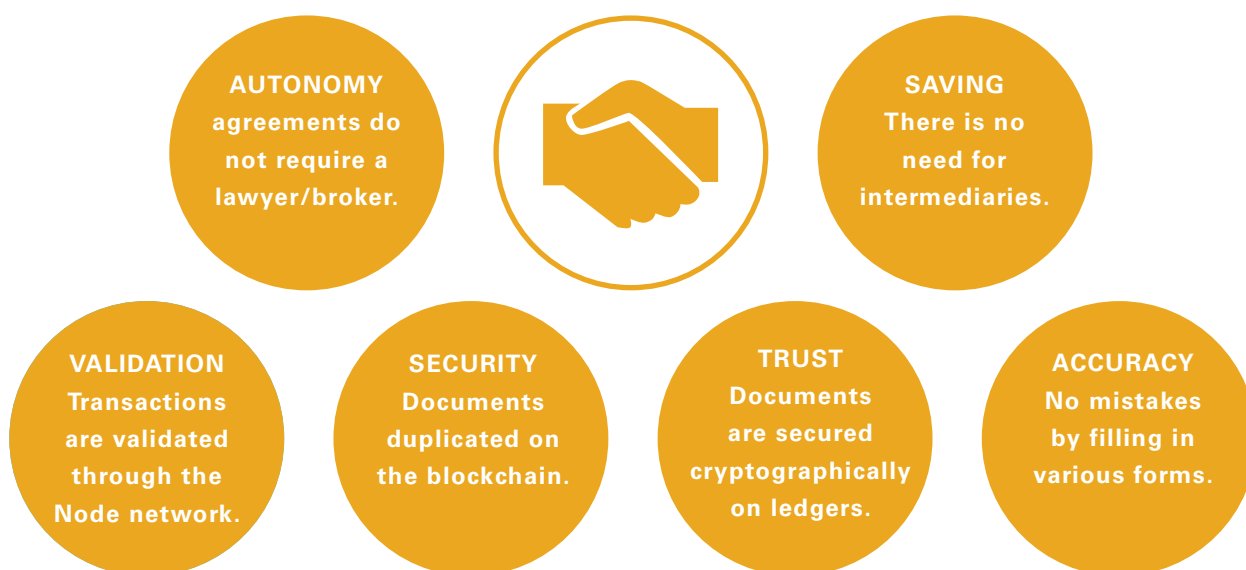 AUTONOMY
agreements do
not require a
lawyer/broker.
SAVING
There is no
need for
intermediaries.
VALIDATION
Transactions
are validated
through the
Node network.
SECURITY
Documents
duplicated on
the blockchain.
TRUST
Documents
are secured
cryptographically
on ledgers.
ACCURACY
No mistakes
by filling in
various forms.